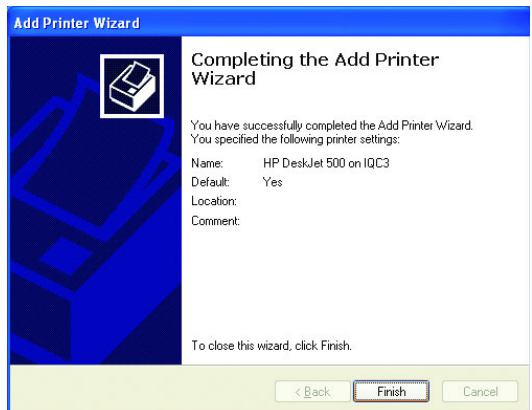 Add Printer Wizard
Completing the Add Printer
Wizard
You have successfully completed the Add Printer Wizard.
You specified the following printer settings:
Name: HP DeskJet 500 on IQC3
Default: Yes
Location:
Comment:
To close this wizard, click Finish.
< Back Finish Cancel